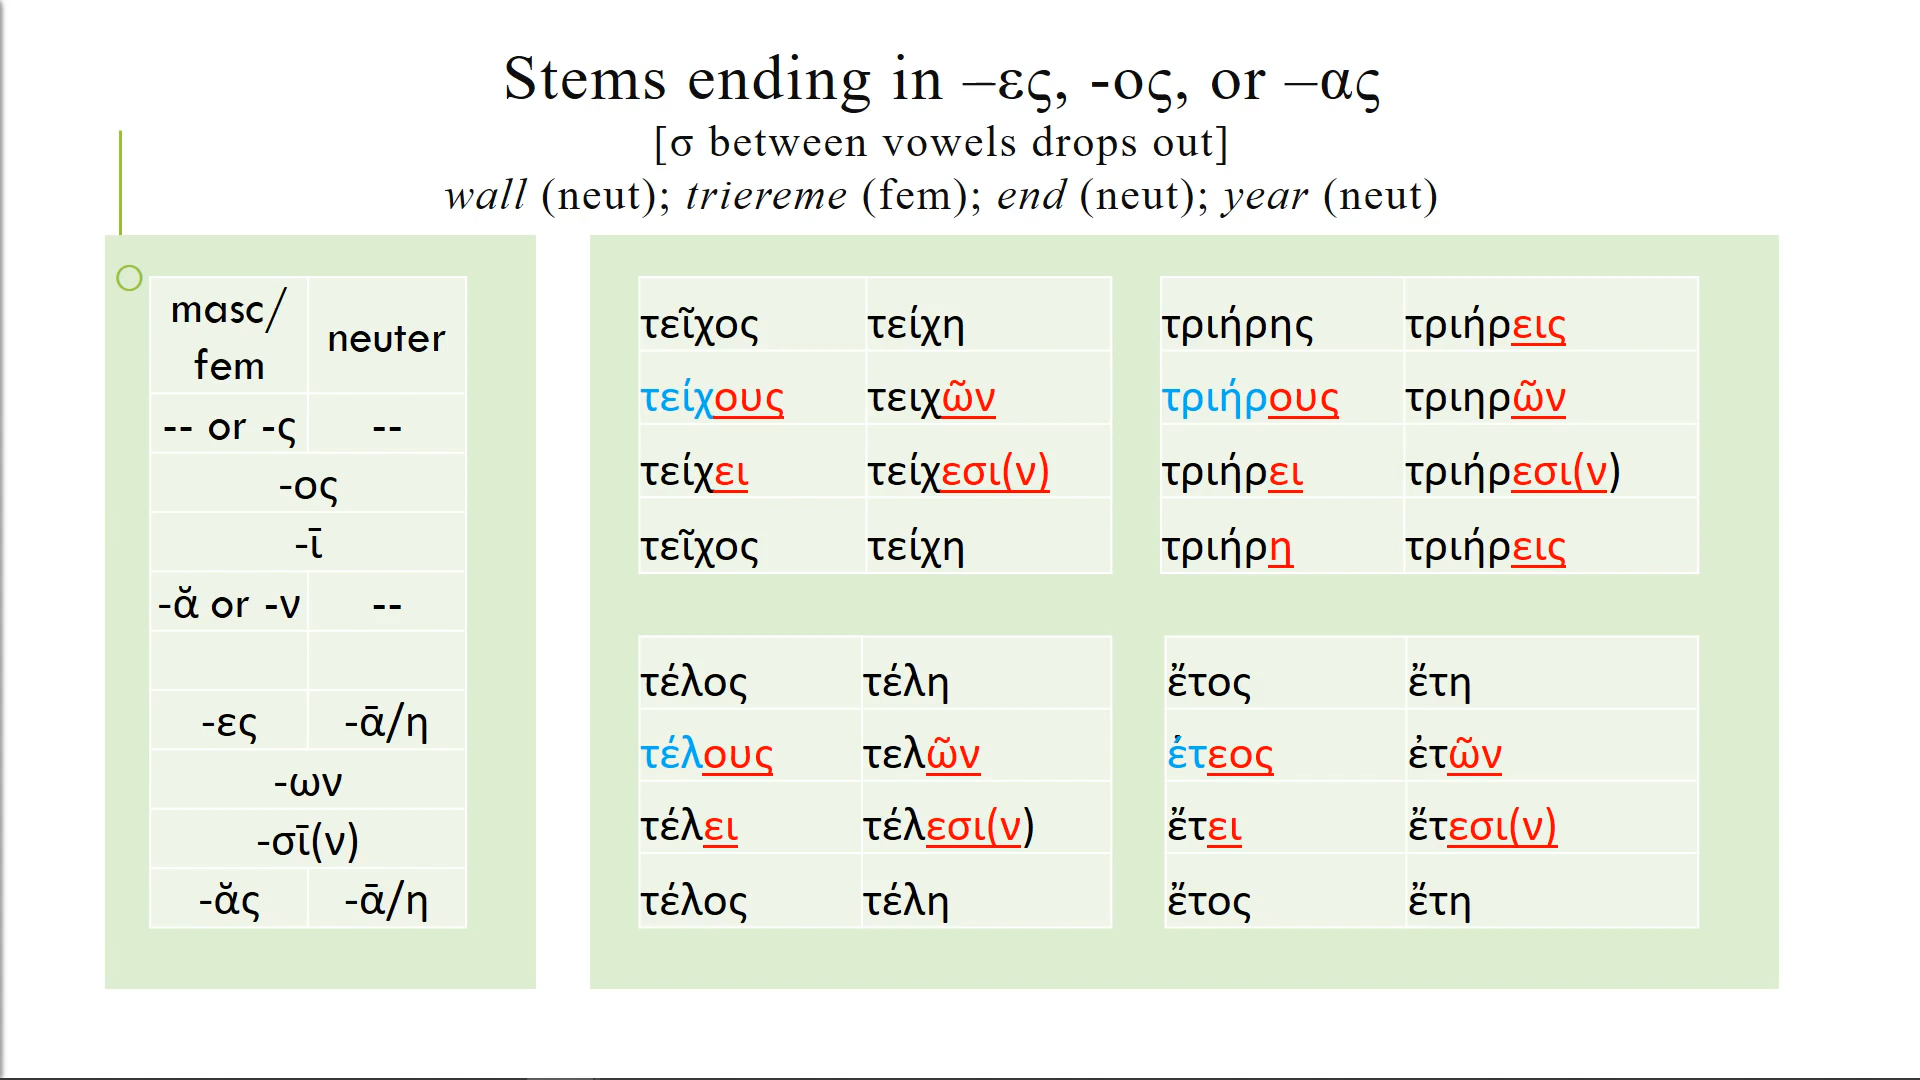 Stems ending in –ες, -ος, or –ας
[σ between vowels drops out]
wall (neut); triereme (fem); end (neut); year (neut)
masc/ fem neuter
-- or -ς --
-ος
-ῑ
-ᾰ or -ν --
-ες -ᾱ/η
-ων
-σῑ(ν)
-ᾰς -ᾱ/η
τεῖχος τείχη
τείχους τειχῶν
τείχει τείχεσι(ν)
τεῖχος τείχη
τριήρης τριήρεις
τριήρους τριηρῶν
τριήρει τριήρεσι(ν)
τριήρη τριήρεις
τέλος τέλη
τέλους τελῶν
τέλει τέλεσι(ν)
τέλος τέλη
ἔτος ἔτη
ἐτεος ἐτῶν
ἔτει ἔτεσι(ν)
ἔτος ἔτη